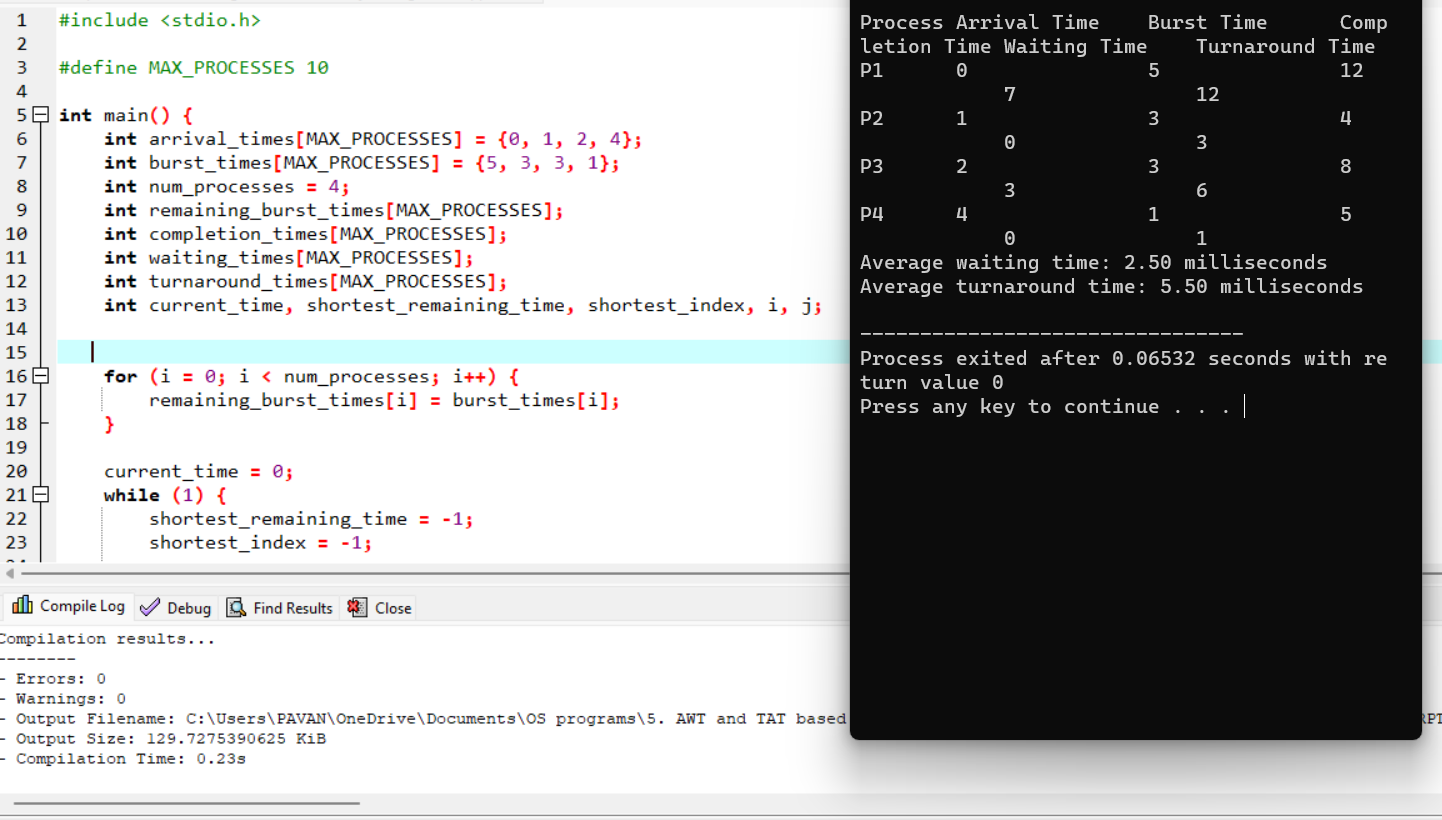 1 #include <stdio.h>
2
3 #define MAX_PROCESSES 10
4
5 int main() {
6 int arrival_times[MAX_PROCESSES] = {0, 1, 2, 4};
7 int burst_times[MAX_PROCESSES] = {5, 3, 3, 1};
8 int num_processes = 4;
9 int remaining_burst_times[MAX_PROCESSES];
10 int completion_times[MAX_PROCESSES];
11 int waiting_times[MAX_PROCESSES];
12 int turnaround_times[MAX_PROCESSES];
13 int current_time, shortest_remaining_time, shortest_index, i, j;
14
15
16 for (i = 0; i < num_processes; i++) {
17 remaining_burst_times[i] = burst_times[i];
18 }
19
20 current_time = 0;
21 while (1) {
22 shortest_remaining_time = -1;
23 shortest_index = -1;
Compile Log Debug Find Results Close
Compilation results...
--------
- Errors: 0
- Warnings: 0
- Output Filename: C:\Users\PAVAN\OneDrive\Documents\OS programs\5. AWT and TAT based
- Output Size: 129.7275390625 KiB
- Compilation Time: 0.23s
Process Arrival Time Burst Time Comp
letion Time Waiting Time Turnaround Time
P1 0 5 12
7 12
P2 1 3 4
0 3
P3 2 3 8
3 6
P4 4 1 5
0 1
Average waiting time: 2.50 milliseconds
Average turnaround time: 5.50 milliseconds
--------------------------------
Process exited after 0.06532 seconds with re
turn value 0
Press any key to continue . . .